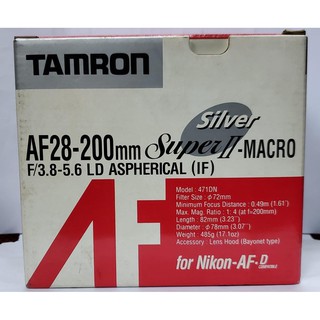 TAMRON
Silver
AF28-200mm Super II-MACRO
F/3.8-5.6 LD ASPHERICAL (IF)
AF
Model : 471DN
Filter size : ϕ72mm
Minimum Focus Distance : 0.49m (1.61')
Max. Mag. Ratio : 1: 4 (at f=200mm)
Length : 82mm (3.23")
Diameter : ϕ78mm (3.07")
Weight : 485g (17.1oz)
Accessory : Lens Hood (Bayonet type)
for Nikon-AF-D
COMPATIBLE